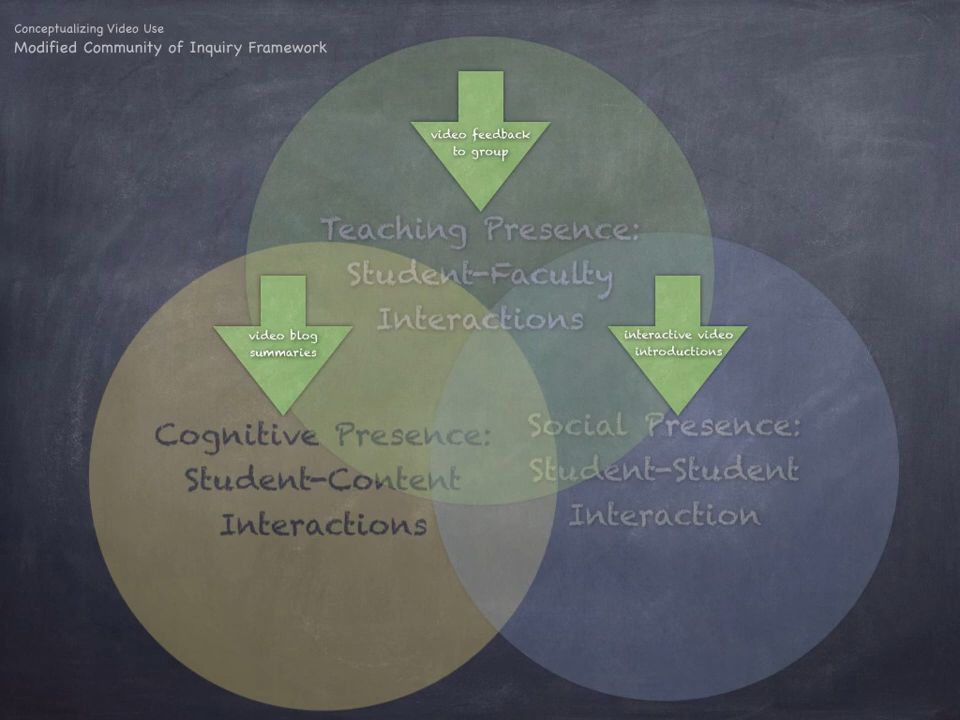 Conceptualizing Video Use
Modified Community of Inquiry Framework
video feedback
to group
Teaching Presence:
Student-Faculty
Interactions
video blog
summaries
interactive video
introductions
Cognitive Presence:
Student-Content
Interactions
Social Presence:
Student-Student
Interaction